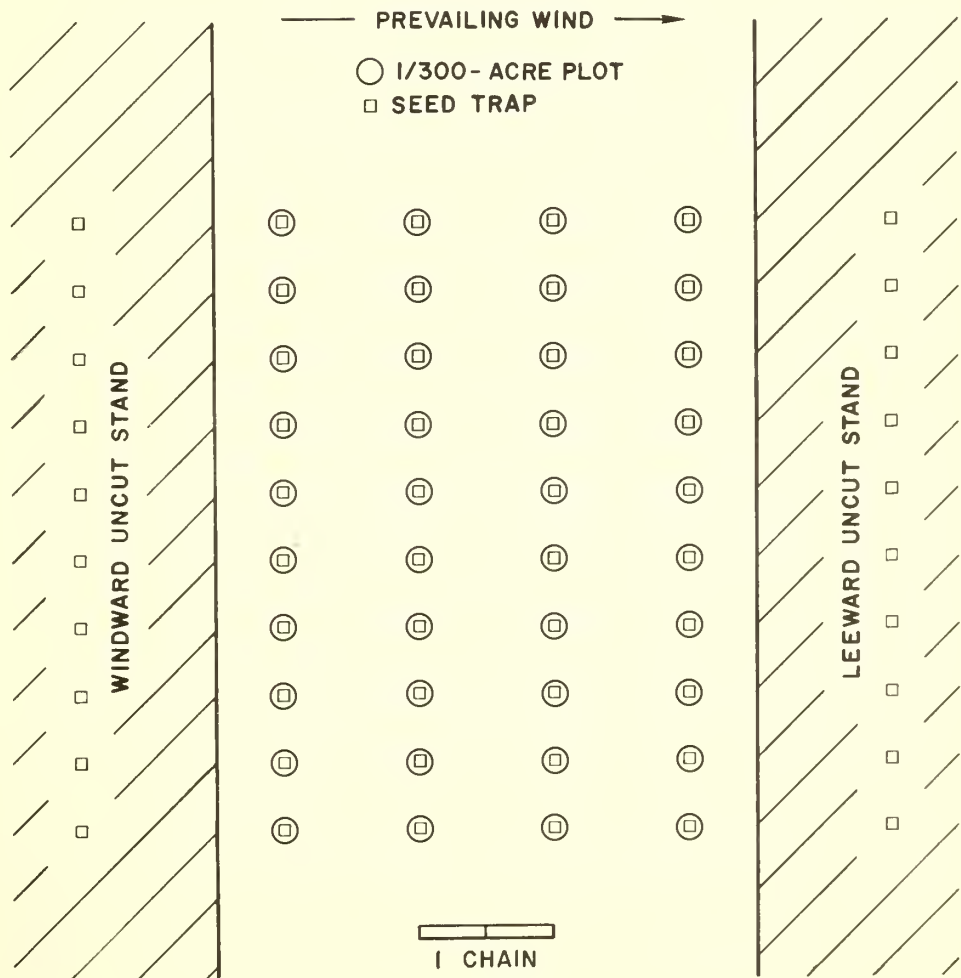 PREVAILING WIND
1/300-ACRE PLOT
SEED TRAP
WINDWARD UNCUT STAND
LEEWARD UNCUT STAND
1 CHAIN